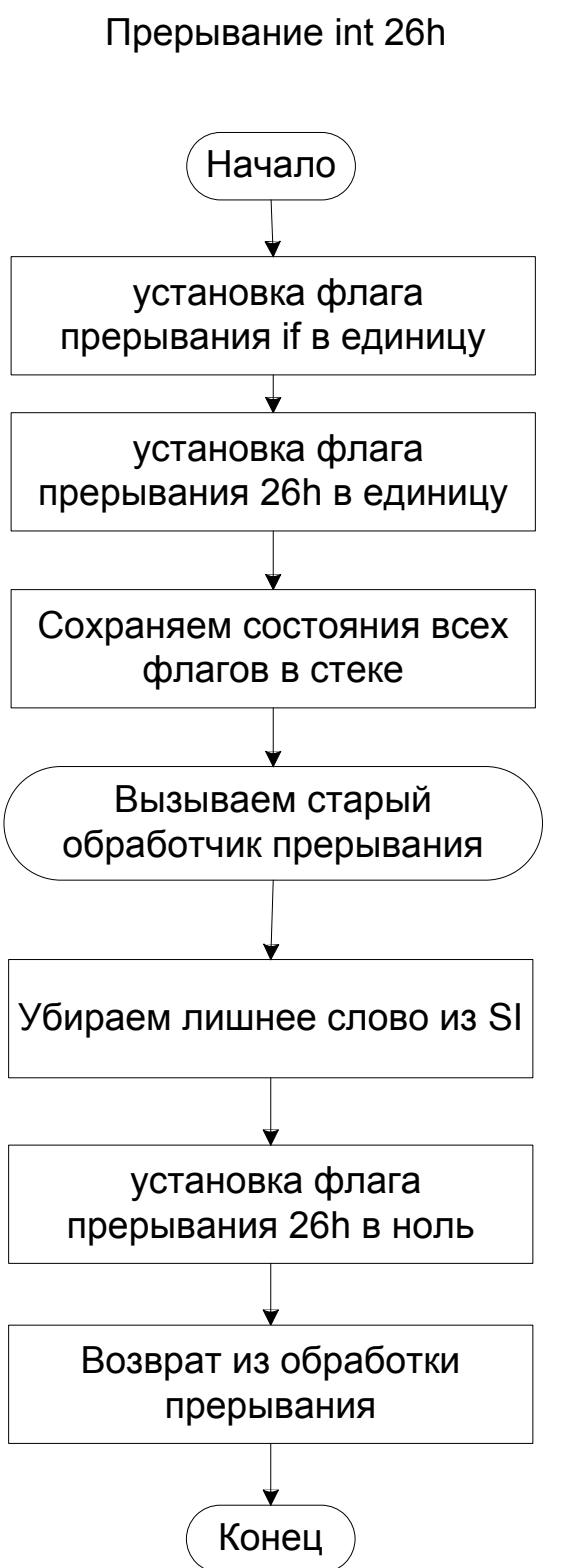 Прерывание int 26h
Начало
установка флага
прерывания if в единицу
установка флага
прерывания 26h в единицу
Сохраняем состояния всех
флагов в стеке
Вызываем старый
обработчик прерывания
Убираем лишнее слово из SI
установка флага
прерывания 26h в ноль
Возврат из обработки
прерывания
Конец